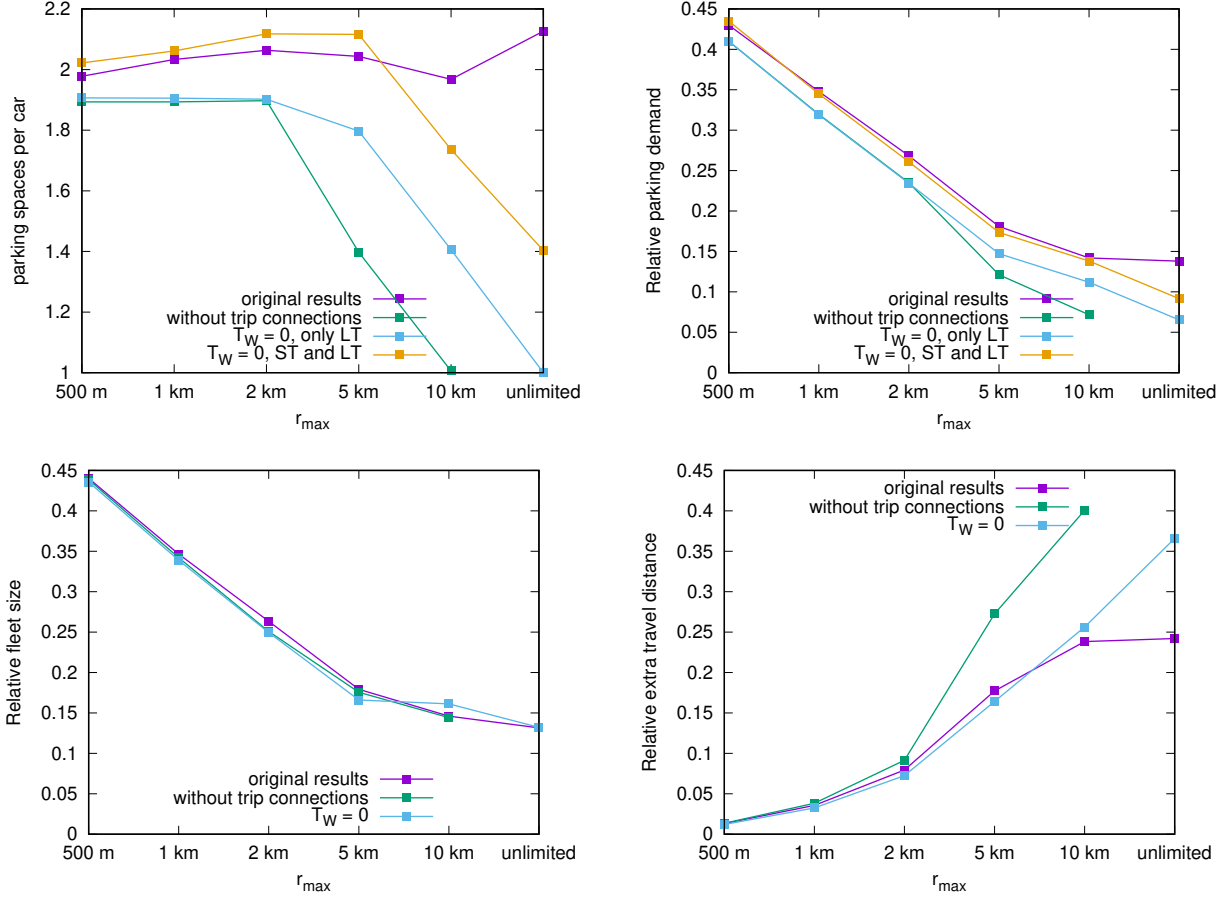 2.2
2
1.8
1.6
1.4
1.2
1
parking spaces per car
original results
without trip connections
T_W = 0, only LT
T_W = 0, ST and LT
500 m 1 km 2 km 5 km 10 km unlimited
r_max
0.45
0.4
0.35
0.3
0.25
0.2
0.15
0.1
0.05
0
Relative parking demand
original results
without trip connections
T_W = 0, only LT
T_W = 0, ST and LT
500 m 1 km 2 km 5 km 10 km unlimited
r_max
0.45
0.4
0.35
0.3
0.25
0.2
0.15
0.1
0.05
0
Relative fleet size
original results
without trip connections
T_W = 0
500 m 1 km 2 km 5 km 10 km unlimited
r_max
0.45
0.4
0.35
0.3
0.25
0.2
0.15
0.1
0.05
0
Relative extra travel distance
original results
without trip connections
T_W = 0
500 m 1 km 2 km 5 km 10 km unlimited
r_max